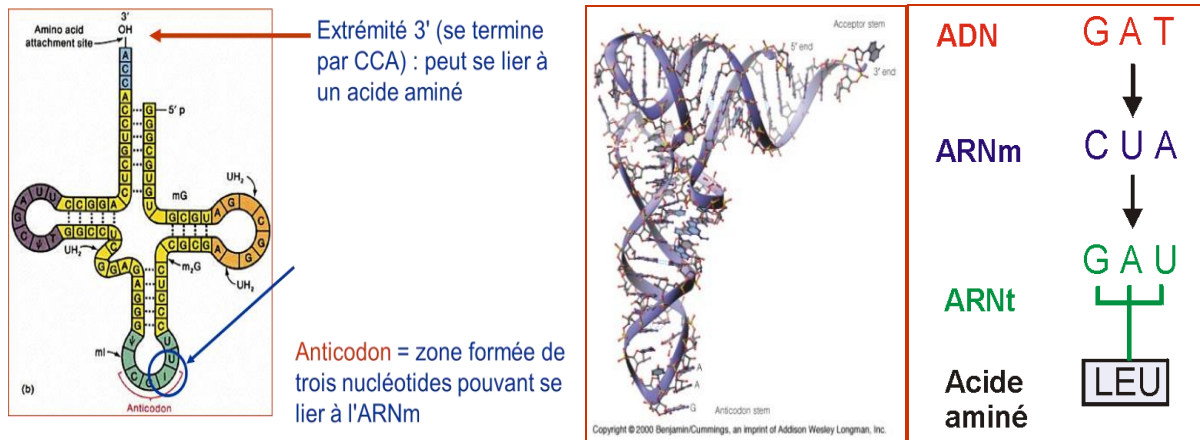 3'
OH
Amino acid
attachment site
A
C
C
A
C
C
U
G
C
U
C
5' p
G
G
G
C
G
U
G
U
mG
UH₂
U U A G C T Ψ C
C C G G A
G G C C U
G C G U A G C G G A
C G C G
UH₂
m₂G
UH₂
G G A G
A G G G
C U C C C
Ψ
U
U
I
G
C
C
mI
Anticodon
(b)
Extrémité 3' (se termine
par CCA) : peut se lier à
un acide aminé
Anticodon = zone formée de
trois nucléotides pouvant se
lier à l'ARNm
Acceptor stem
5' end
3' end
A
A
G
Anticodon stem
Copyright © 2000 Benjamin/Cummings, an imprint of Addison Wesley Longman, Inc.
ADN G A T
ARNm C U A
G A U
ARNt
Acide LEU
aminé